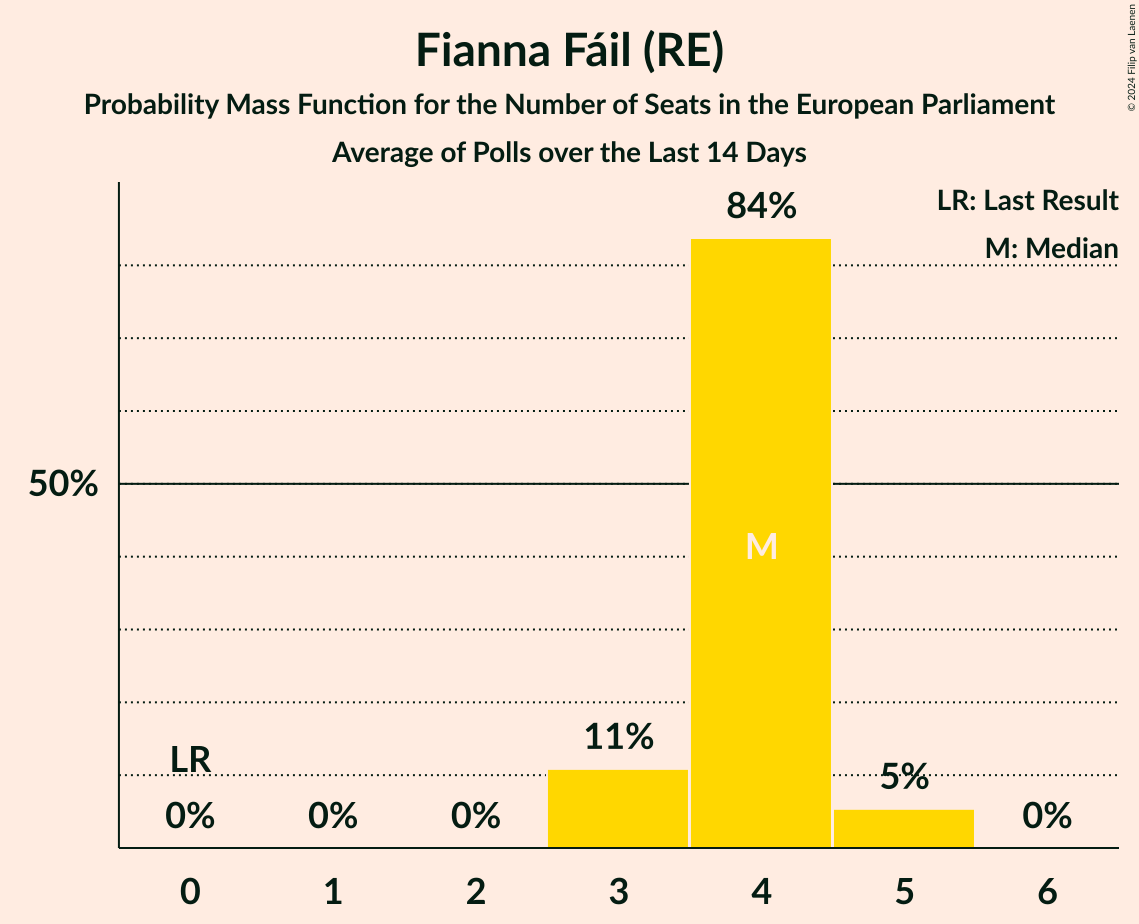 Fianna Fáil (RE)
Probability Mass Function for the Number of Seats in the European Parliament
Average of Polls over the Last 14 Days
© 2024 Filip van Laenen
LR: Last Result
M: Median
84%
50%
M
11%
LR
5%
0%
0%
0%
0%
0
1
2
3
4
5
6